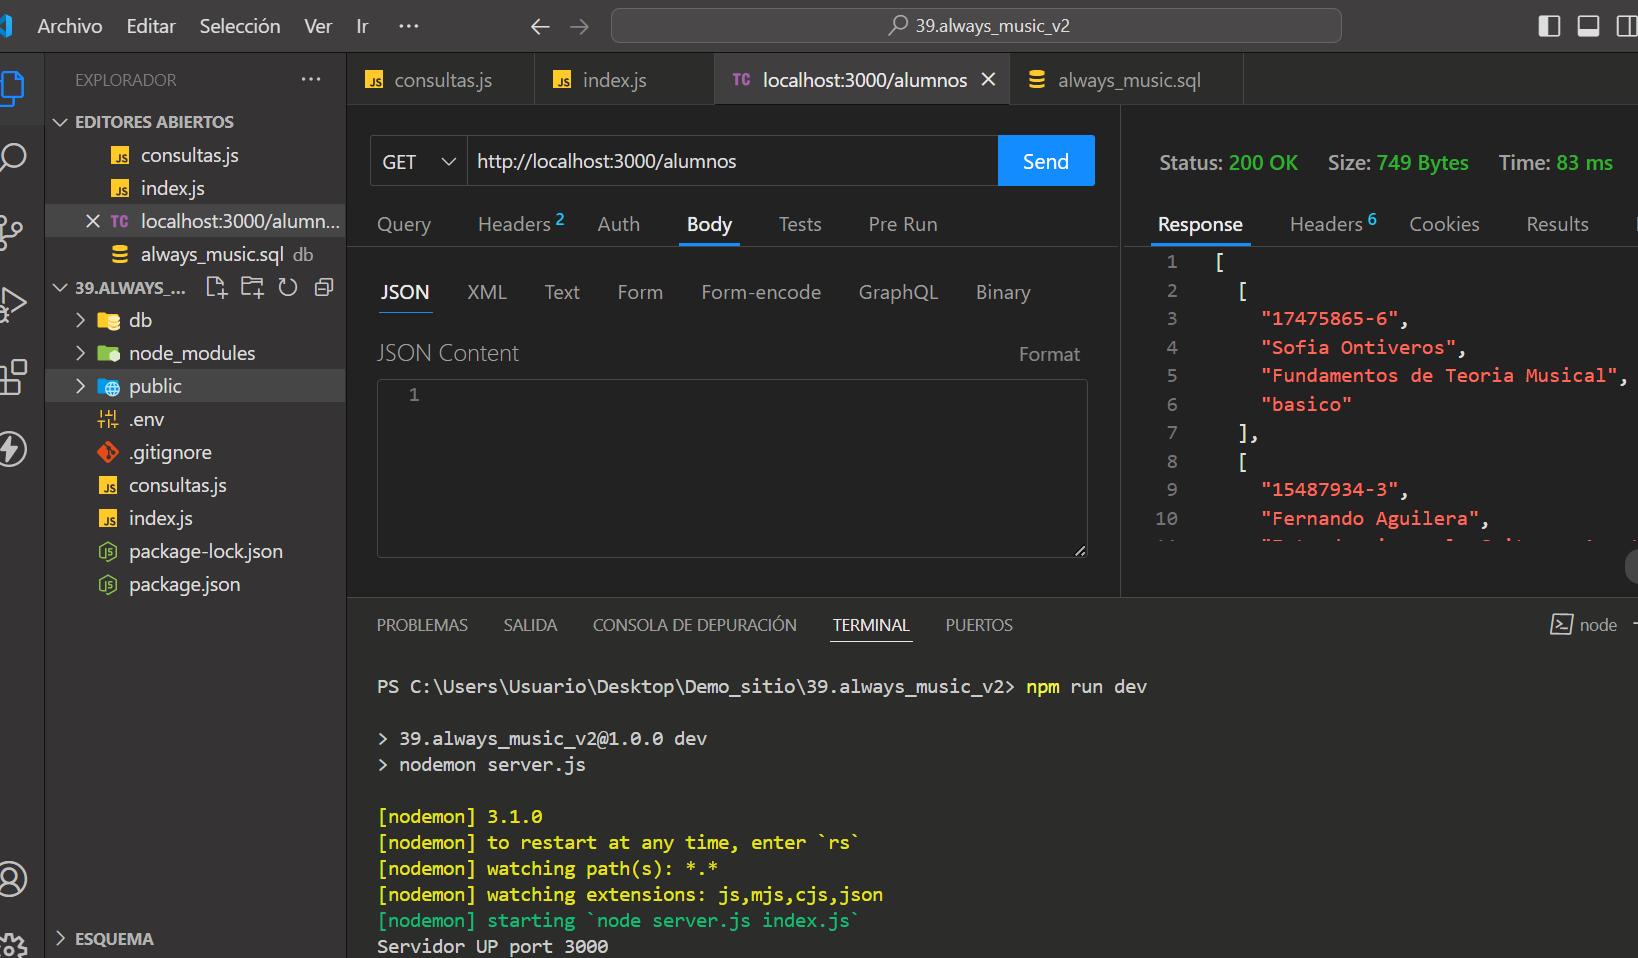 Archivo Editar Selección Ver Ir ··· 39.always_music_v2
EXPLORADOR ···
EDITORES ABIERTOS
JS consultas.js
JS index.js
TC localhost:3000/alumn...
always_music.sql db
39.ALWAYS_...
db
node_modules
public
.env
.gitignore
JS consultas.js
JS index.js
package-lock.json
package.json
ESQUEMA
JS consultas.js JS index.js TC localhost:3000/alumnos always_music.sql
GET http://localhost:3000/alumnos Send
Query Headers 2 Auth Body Tests Pre Run
JSON XML Text Form Form-encode GraphQL Binary
JSON Content Format
1
Status: 200 OK Size: 749 Bytes Time: 83 ms
Response Headers 6 Cookies Results
1 [
2 [
3 "17475865-6",
4 "Sofia Ontiveros",
5 "Fundamentos de Teoria Musical",
6 "basico"
7 ],
8 [
9 "15487934-3",
10 "Fernando Aguilera",
PROBLEMAS SALIDA CONSOLA DE DEPURACIÓN TERMINAL PUERTOS node
PS C:\Users\Usuario\Desktop\Demo_sitio\39.always_music_v2> npm run dev
> 39.always_music_v2@1.0.0 dev
> nodemon server.js
[nodemon] 3.1.0
[nodemon] to restart at any time, enter `rs`
[nodemon] watching path(s): *.*
[nodemon] watching extensions: js,mjs,cjs,json
[nodemon] starting `node server.js index.js`
Servidor UP port 3000